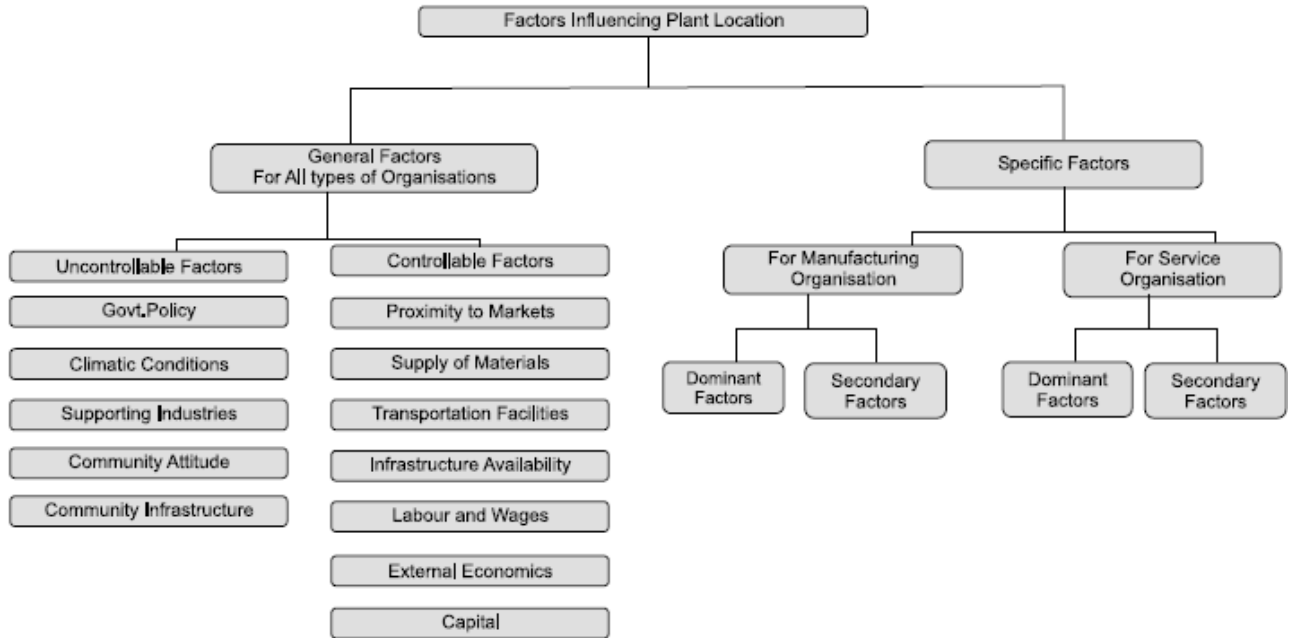 Factors Influencing Plant Location
General Factors
For All types of Organisations
Specific Factors
Uncontrollable Factors
Govt.Policy
Climatic Conditions
Supporting Industries
Community Attitude
Community Infrastructure
Controllable Factors
Proximity to Markets
Supply of Materials
Transportation Facilities
Infrastructure Availability
Labour and Wages
External Economics
Capital
For Manufacturing
Organisation
Dominant
Factors
Secondary
Factors
For Service
Organisation
Dominant
Factors
Secondary
Factors